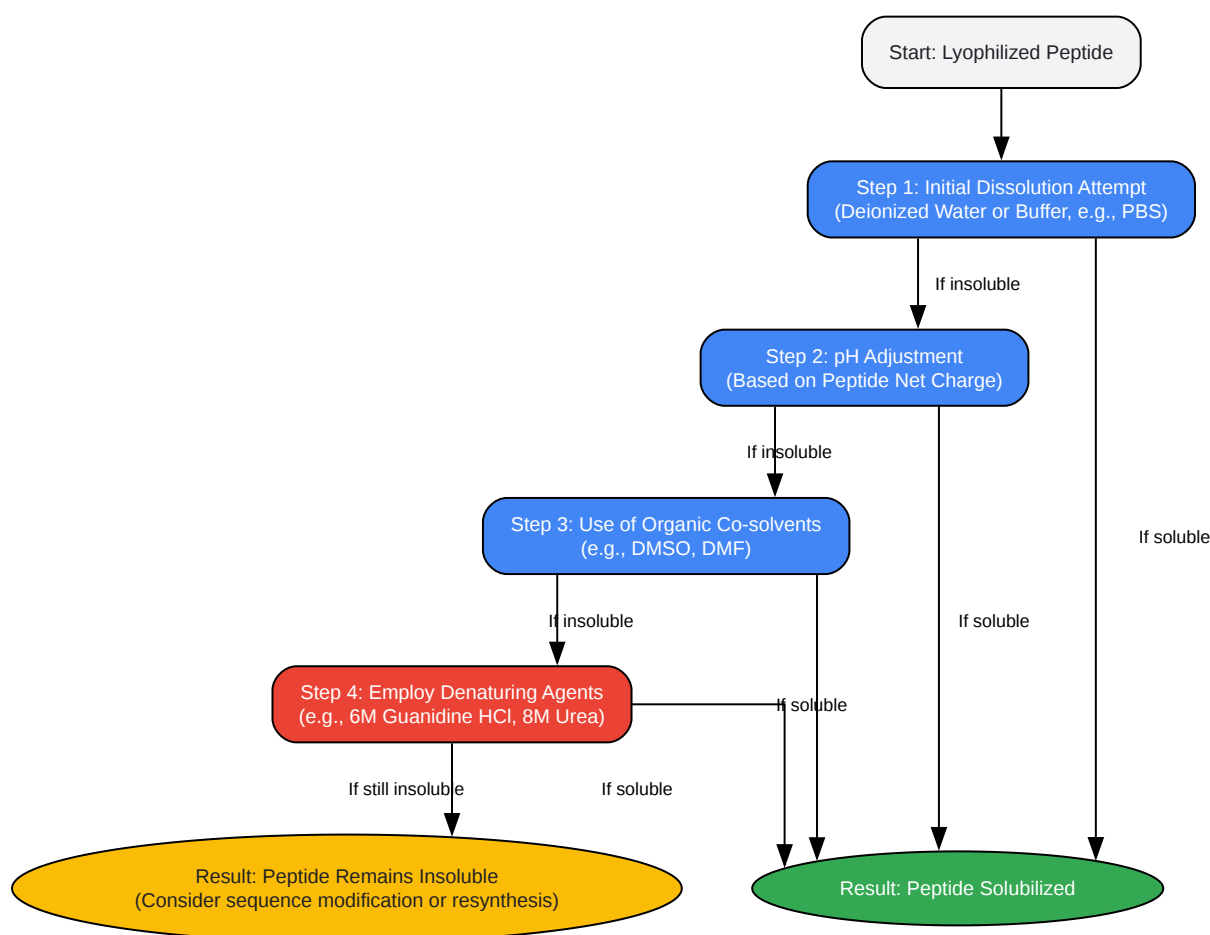 Start: Lyophilized Peptide
Step 1: Initial Dissolution Attempt
(Deionized Water or Buffer, e.g., PBS)
If insoluble
Step 2: pH Adjustment
(Based on Peptide Net Charge)
If insoluble
Step 3: Use of Organic Co-solvents
(e.g., DMSO, DMF)
If soluble
If insoluble
If soluble
Step 4: Employ Denaturing Agents
(e.g., 6M Guanidine HCl, 8M Urea)
If soluble
If still insoluble
If soluble
Result: Peptide Remains Insoluble
(Consider sequence modification or resynthesis)
Result: Peptide Solubilized